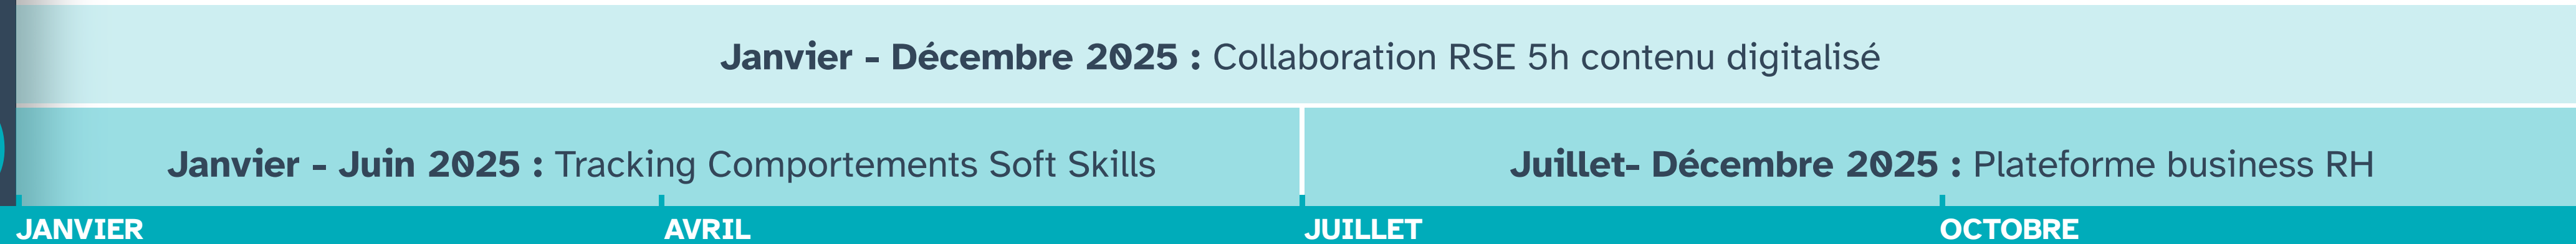 Janvier - Décembre 2025 : Collaboration RSE 5h contenu digitalisé
Janvier - Juin 2025 : Tracking Comportements Soft Skills
Juillet- Décembre 2025 : Plateforme business RH
JANVIER
AVRIL
JUILLET
OCTOBRE